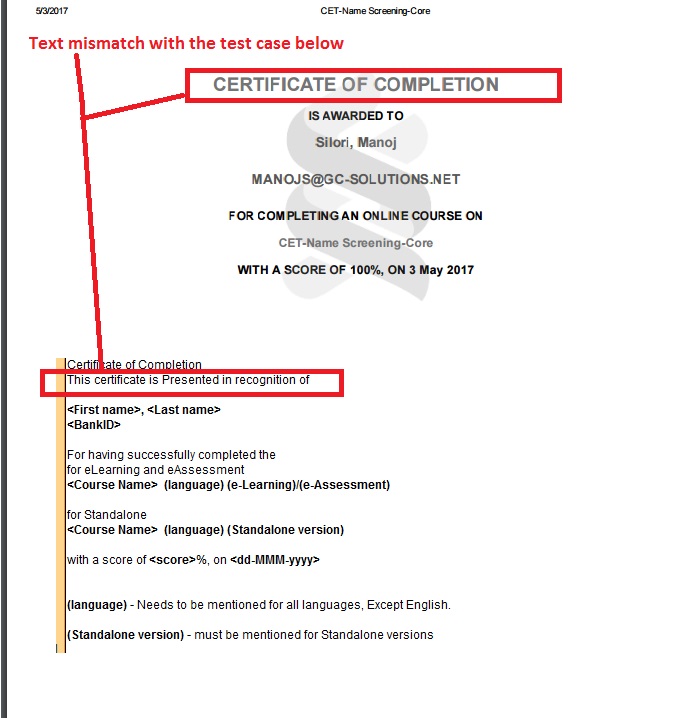 5/3/2017 CET-Name Screening-Core
Text mismatch with the test case below
CERTIFICATE OF COMPLETION
IS AWARDED TO
Silori, Manoj
MANOJS@GC-SOLUTIONS.NET
FOR COMPLETING AN ONLINE COURSE ON
CET-Name Screening-Core
WITH A SCORE OF 100%, ON 3 May 2017
Certificate of Completion
This certificate is Presented in recognition of
<First name>, <Last name>
<BankID>
For having successfully completed the
for eLearning and eAssessment
<Course Name> (language) (e-Learning)/(e-Assessment)
for Standalone
<Course Name> (language) (Standalone version)
with a score of <score>%, on <dd-MMM-yyyy>
(language) - Needs to be mentioned for all languages, Except English.
(Standalone version) - must be mentioned for Standalone versions